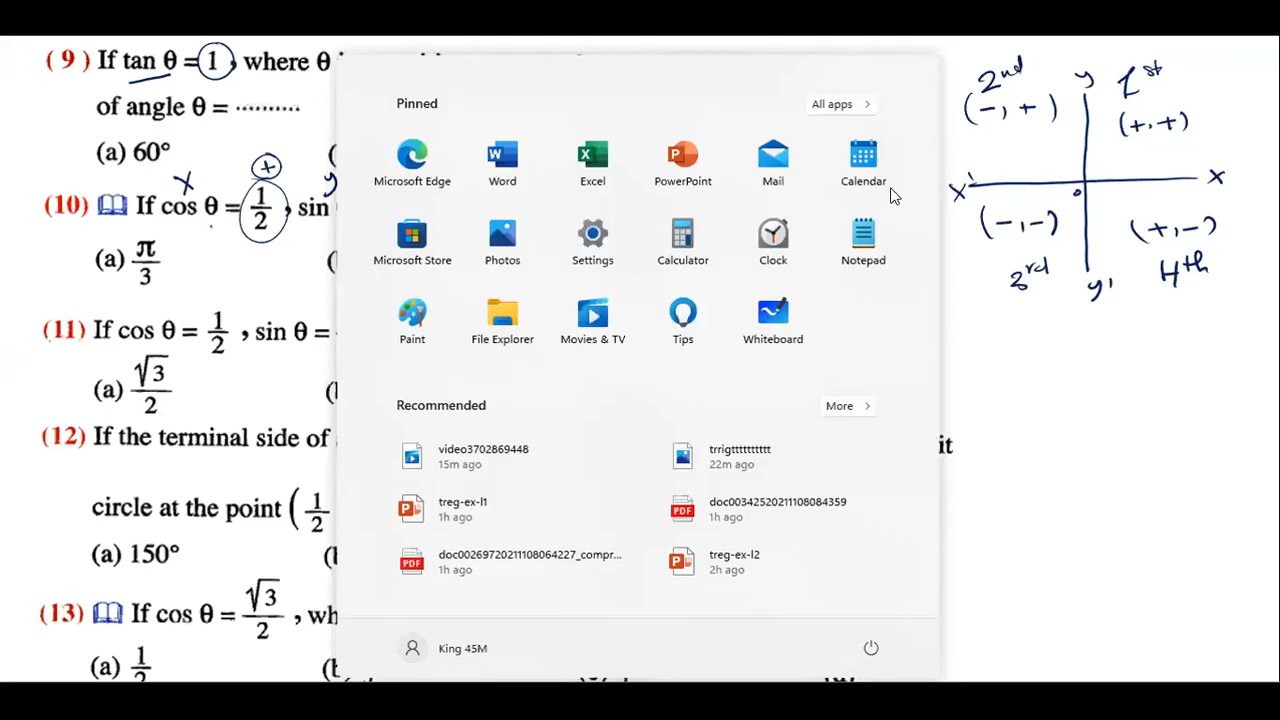 (9) If tan θ = 1, where θ
of angle θ = ··········
(a) 60°
(
+
x
y
(10) If cos θ = 1/2, sin
(a) π/3
(
(11) If cos θ = 1/2, sin θ =
(a) √3/2
(
(12) If the terminal side of
it
circle at the point (1/2
(a) 150°
(
(13) If cos θ = √3/2, wh
(a) 1/2
(
Pinned
All apps >
Microsoft Edge
Word
Excel
PowerPoint
Mail
Calendar
Microsoft Store
Photos
Settings
Calculator
Clock
Notepad
Paint
File Explorer
Movies & TV
Tips
Whiteboard
Recommended
More >
video3702869448
15m ago
trrigtttttttttt
22m ago
treg-ex-l1
1h ago
doc00342520211108084359
1h ago
doc00269720211108064227_compr...
1h ago
treg-ex-l2
2h ago
King 45M
2nd
(-, +)
y
1st
(+, +)
x'
o
x
(-, -)
(+, -)
3rd
y'
4th